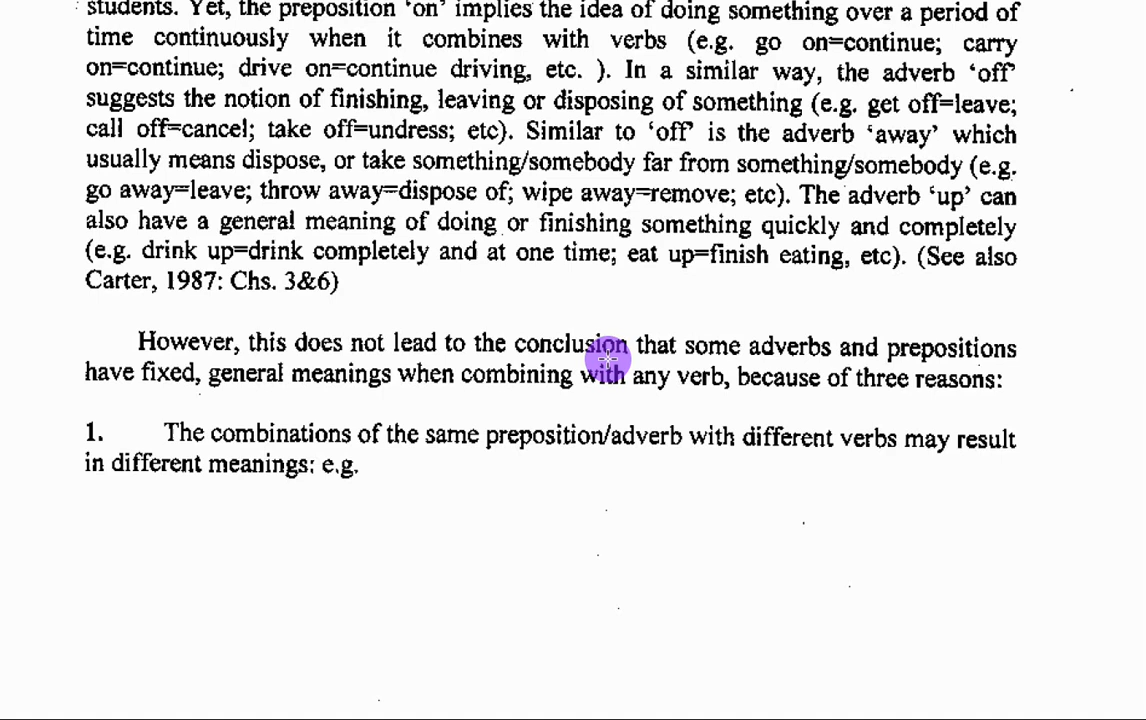 students. Yet, the preposition ‘on’ implies the idea of doing something over a period of
time continuously when it combines with verbs (e.g. go on=continue; carry
on=continue; drive on=continue driving, etc. ). In a similar way, the adverb ‘off’
suggests the notion of finishing, leaving or disposing of something (e.g. get off=leave;
call off=cancel; take off=undress; etc). Similar to ‘off’ is the adverb ‘away’ which
usually means dispose, or take something/somebody far from something/somebody (e.g.
go away=leave; throw away=dispose of; wipe away=remove; etc). The adverb ‘up’ can
also have a general meaning of doing or finishing something quickly and completely
(e.g. drink up=drink completely and at one time; eat up=finish eating, etc). (See also
Carter, 1987: Chs. 3&6)
However, this does not lead to the conclusion that some adverbs and prepositions
have fixed, general meanings when combining with any verb, because of three reasons:
1. The combinations of the same preposition/adverb with different verbs may result
in different meanings: e.g.